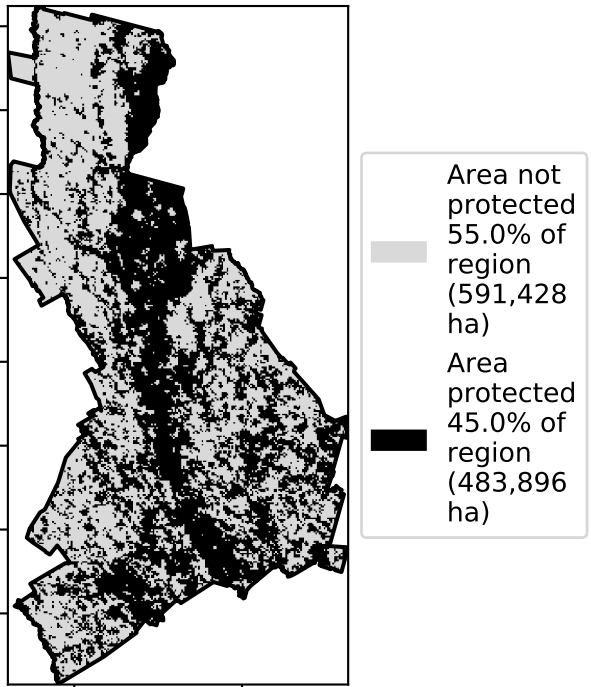 Area not
protected
55.0% of
region
(591,428
ha)
Area
protected
45.0% of
region
(483,896
ha)